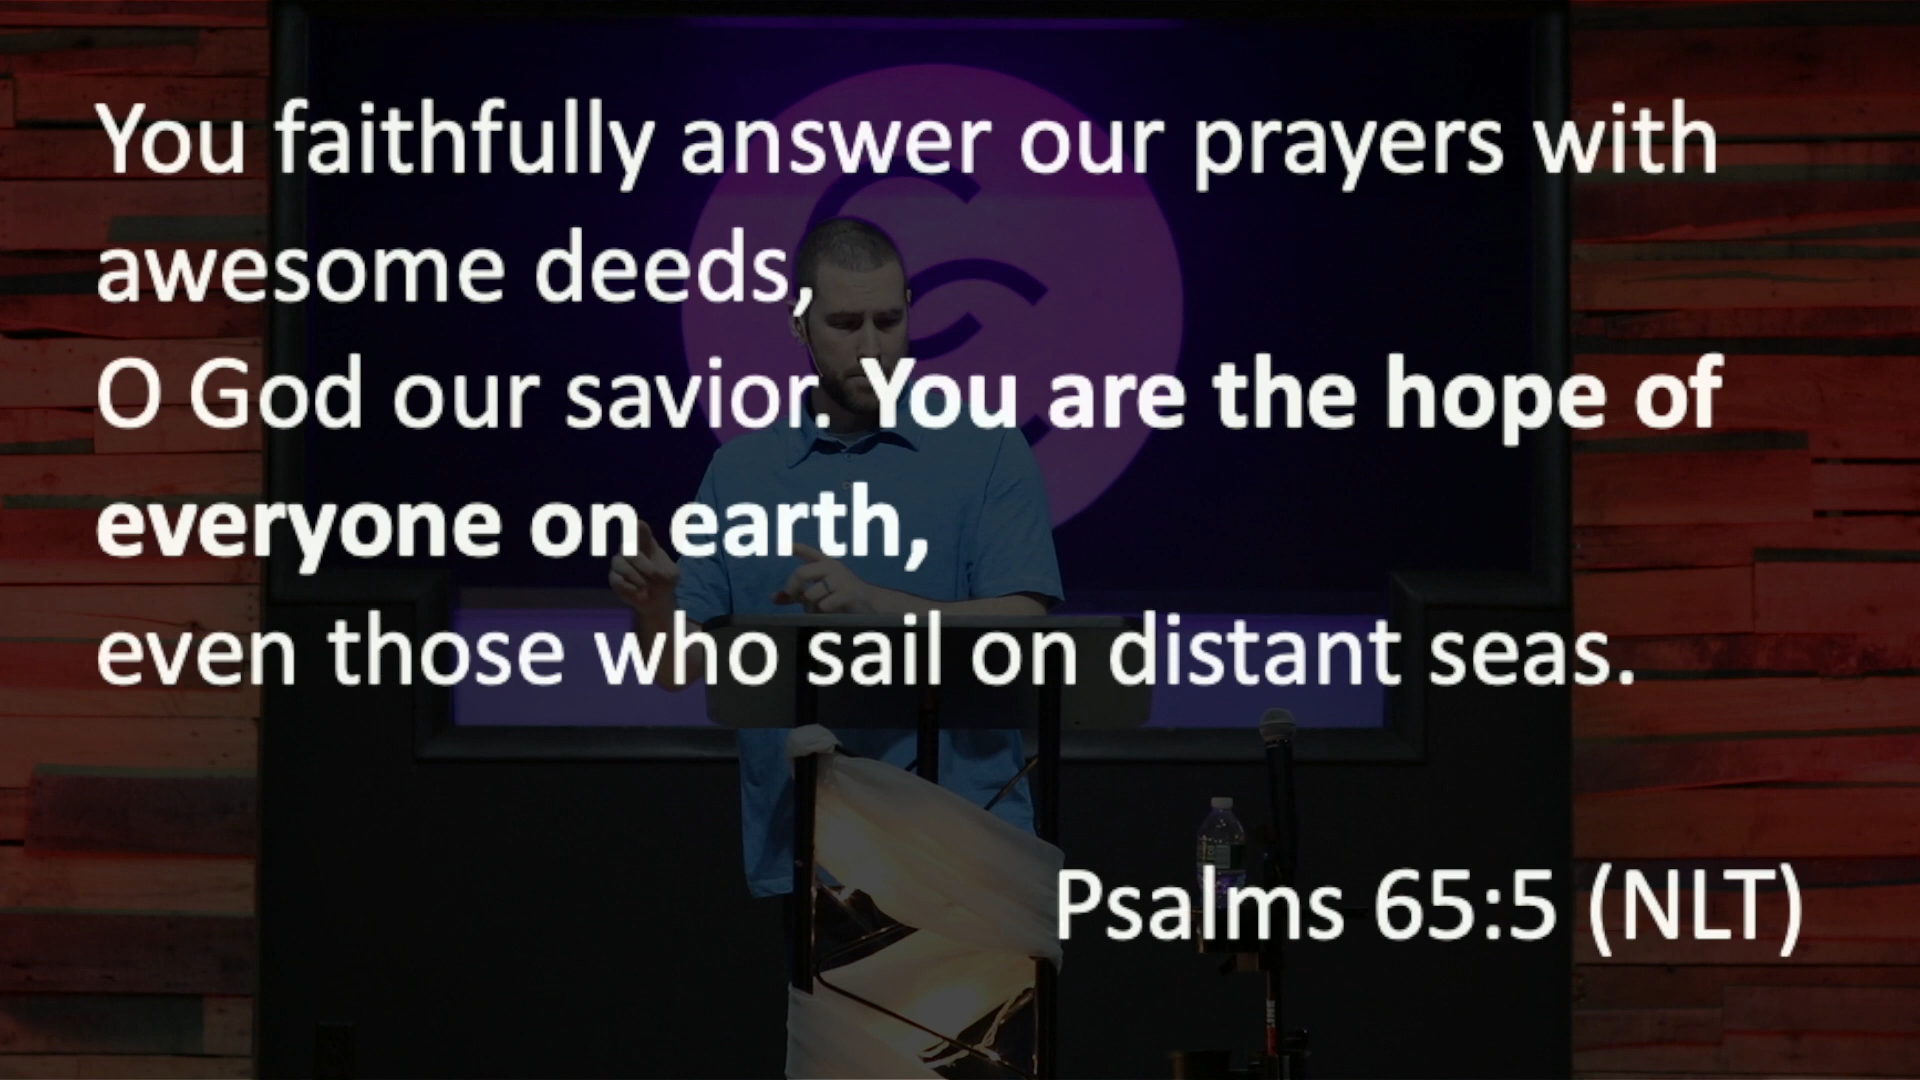 You faithfully answer our prayers with
awesome deeds,
O God our savior. You are the hope of
everyone on earth,
even those who sail on distant seas.
Psalms 65:5 (NLT)